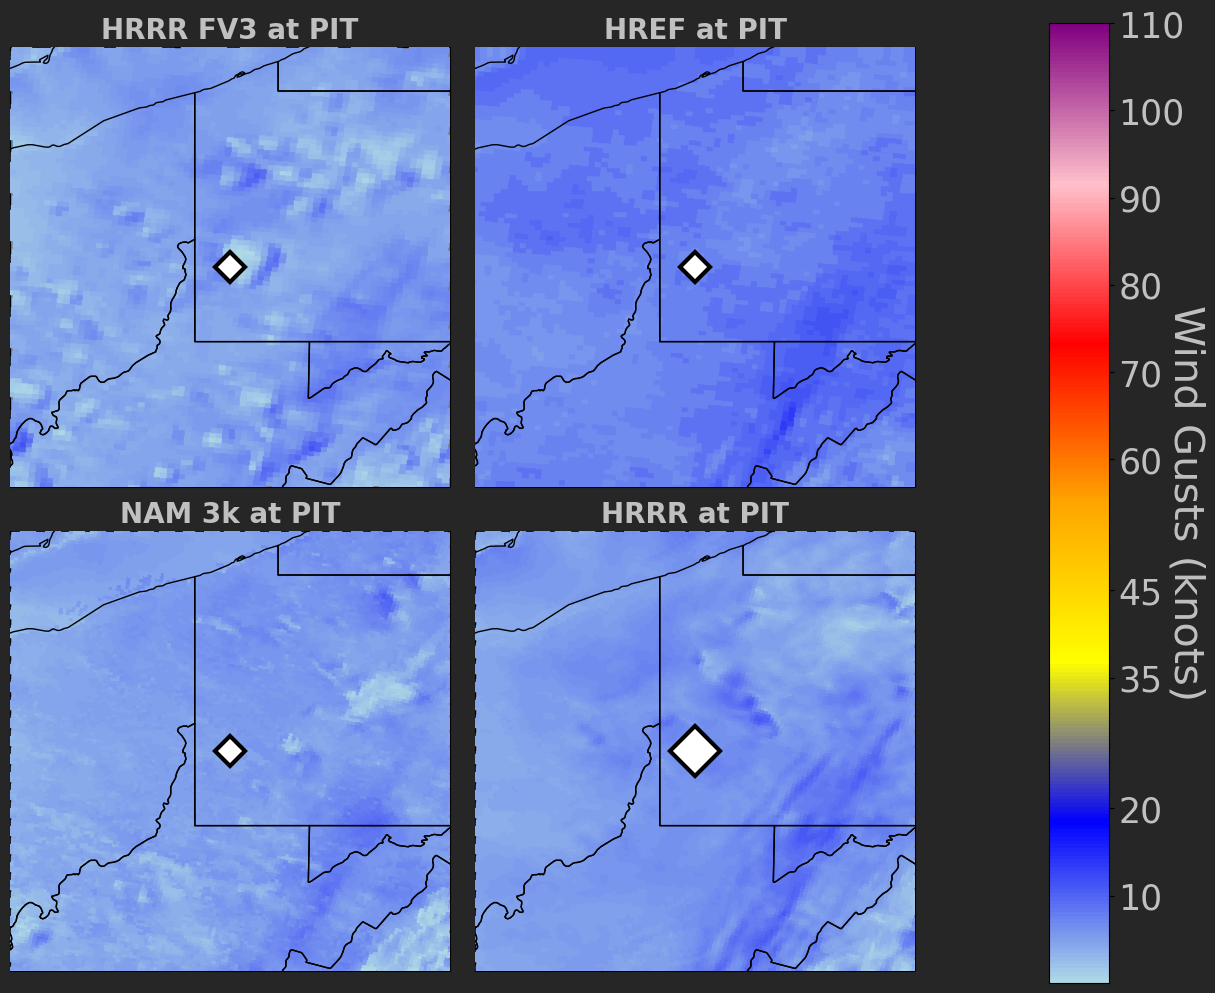 HRRR FV3 at PIT
HREF at PIT
NAM 3k at PIT
HRRR at PIT
110
100
90
80
70
60
45
35
20
10
Wind Gusts (knots)